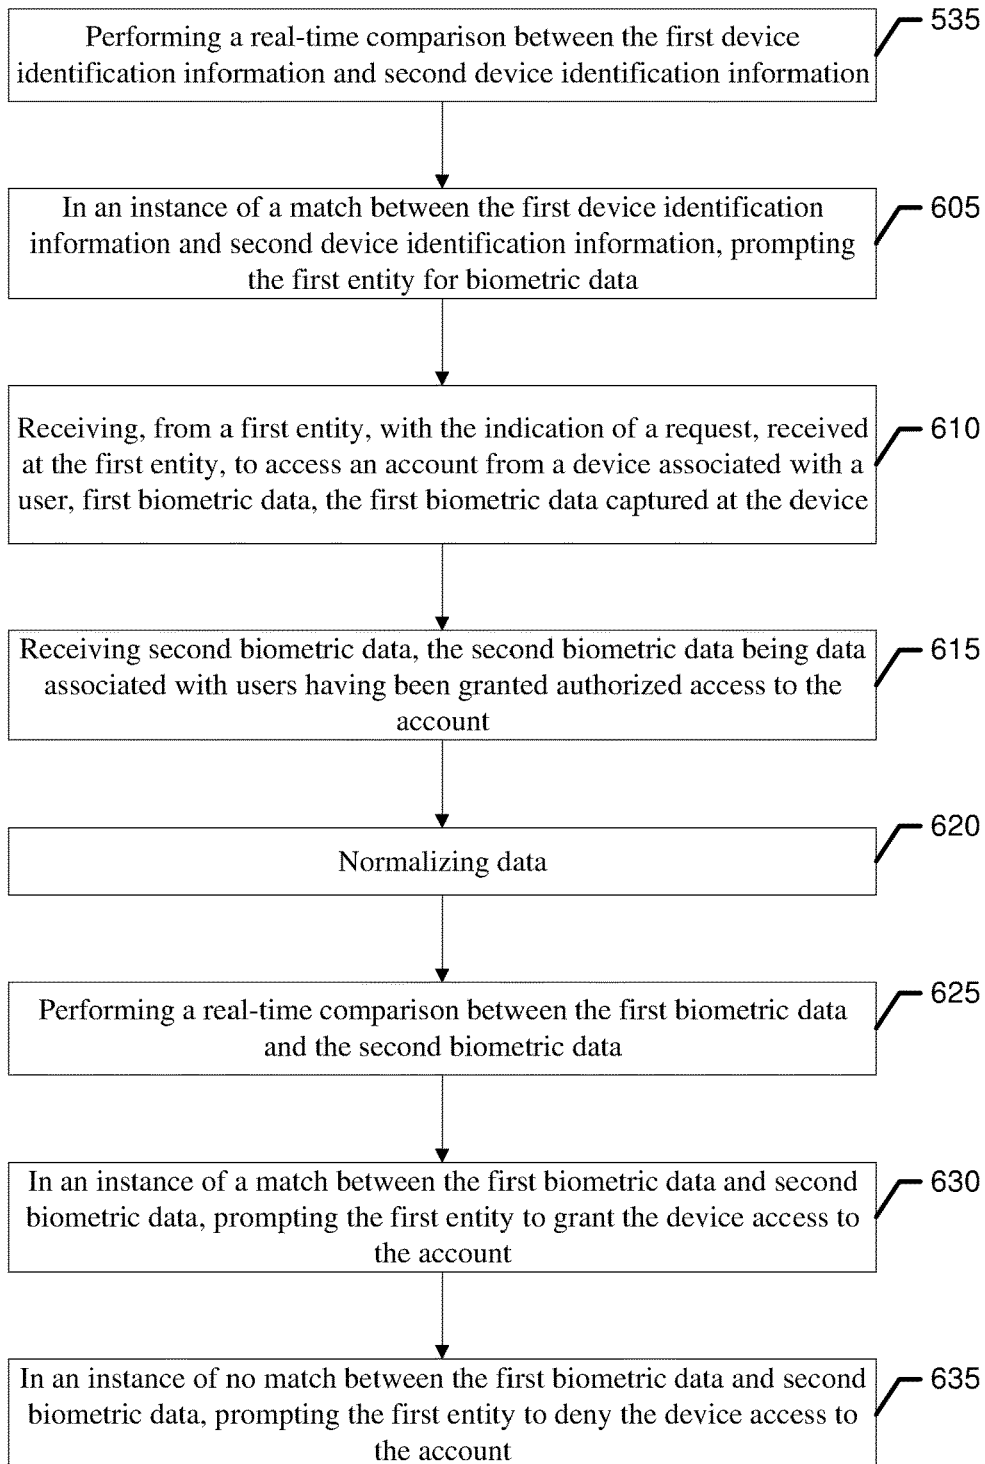 Performing a real-time comparison between the first device
identification information and second device identification information
535
In an instance of a match between the first device identification
information and second device identification information, prompting
the first entity for biometric data
605
Receiving, from a first entity, with the indication of a request, received
at the first entity, to access an account from a device associated with a
user, first biometric data, the first biometric data captured at the device
610
Receiving second biometric data, the second biometric data being data
associated with users having been granted authorized access to the
account
615
Normalizing data
620
Performing a real-time comparison between the first biometric data
and the second biometric data
625
In an instance of a match between the first biometric data and second
biometric data, prompting the first entity to grant the device access to
the account
630
In an instance of no match between the first biometric data and second
biometric data, prompting the first entity to deny the device access to
the account
635